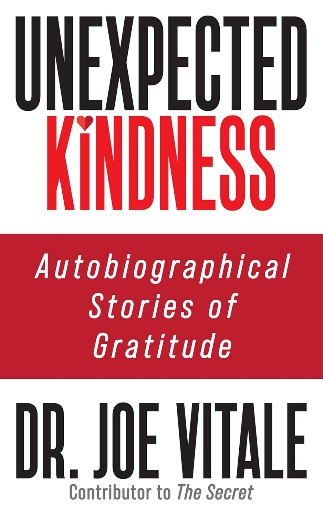 UNEXPECTED
KiNDNESS
Autobiographical
Stories of
Gratitude
DR. JOE VITALE
Contributor to The Secret